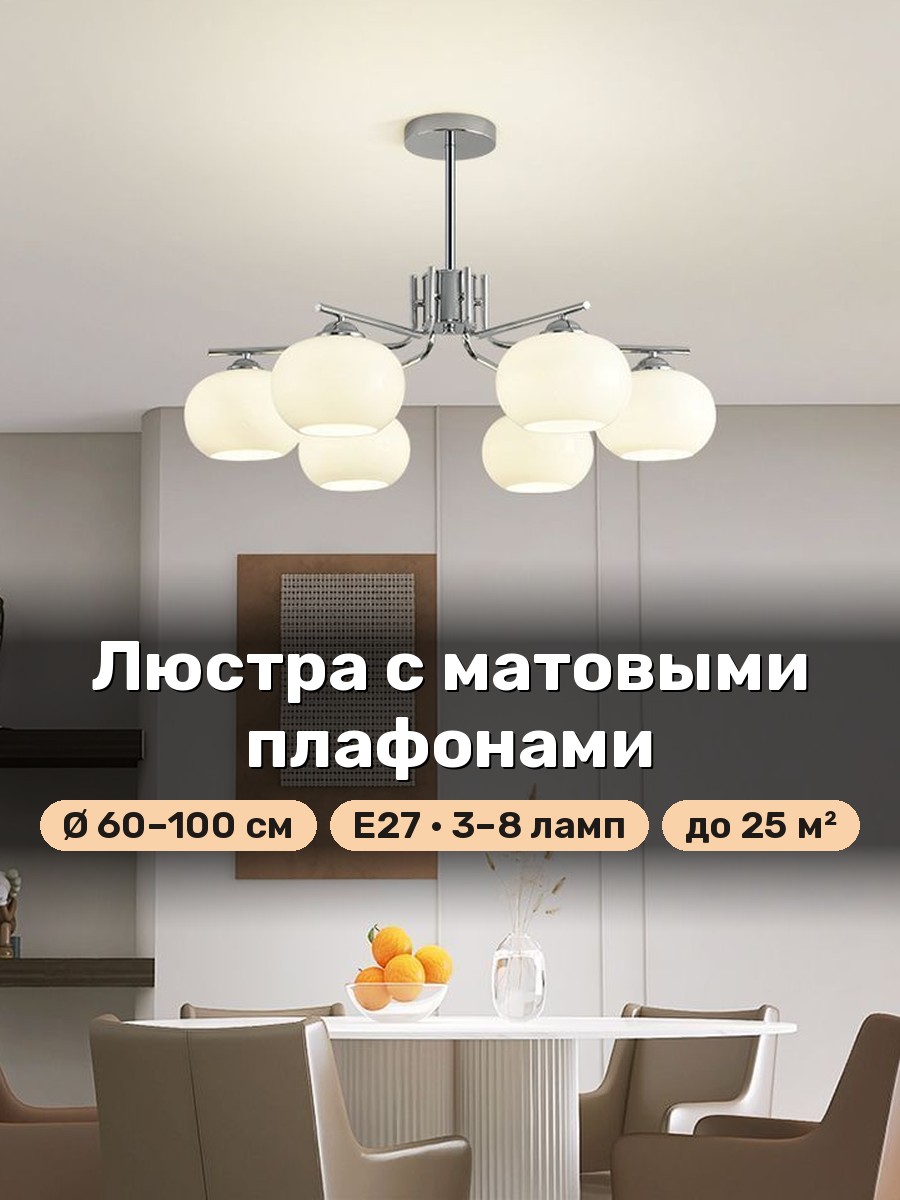 Люстра с матовыми
плафонами
Ø 60–100 см
E27 • 3–8 ламп
до 25 м²